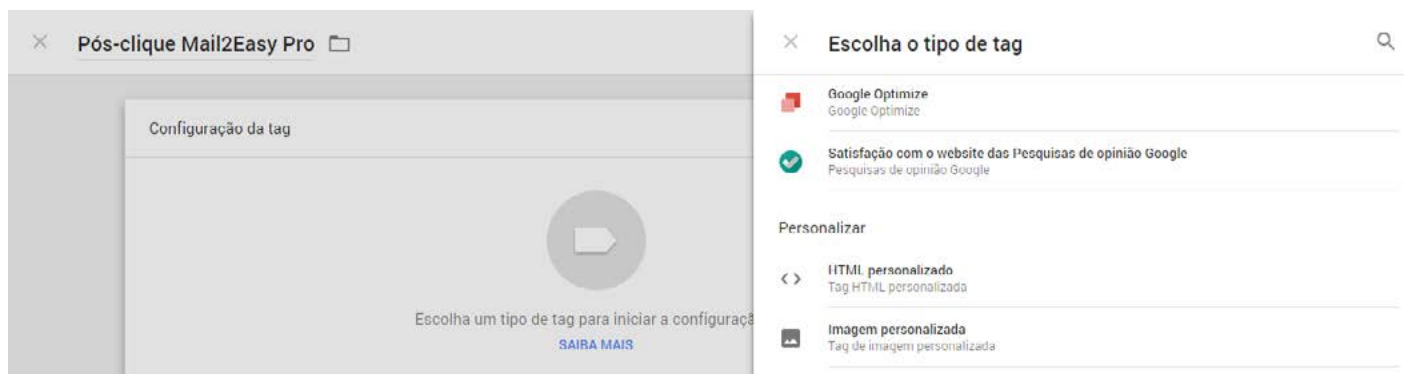 Pós-clique Mail2Easy Pro
Configuração da tag
Escolha um tipo de tag para iniciar a configuraçã
SAIBA MAIS
Escolha o tipo de tag
Google Optimize
Google Optimize
Satisfação com o website das Pesquisas de opinião Google
Pesquisas de opinião Google
Personalizar
HTML personalizado
Tag HTML personalizada
Imagem personalizada
Tag de imagem personalizada